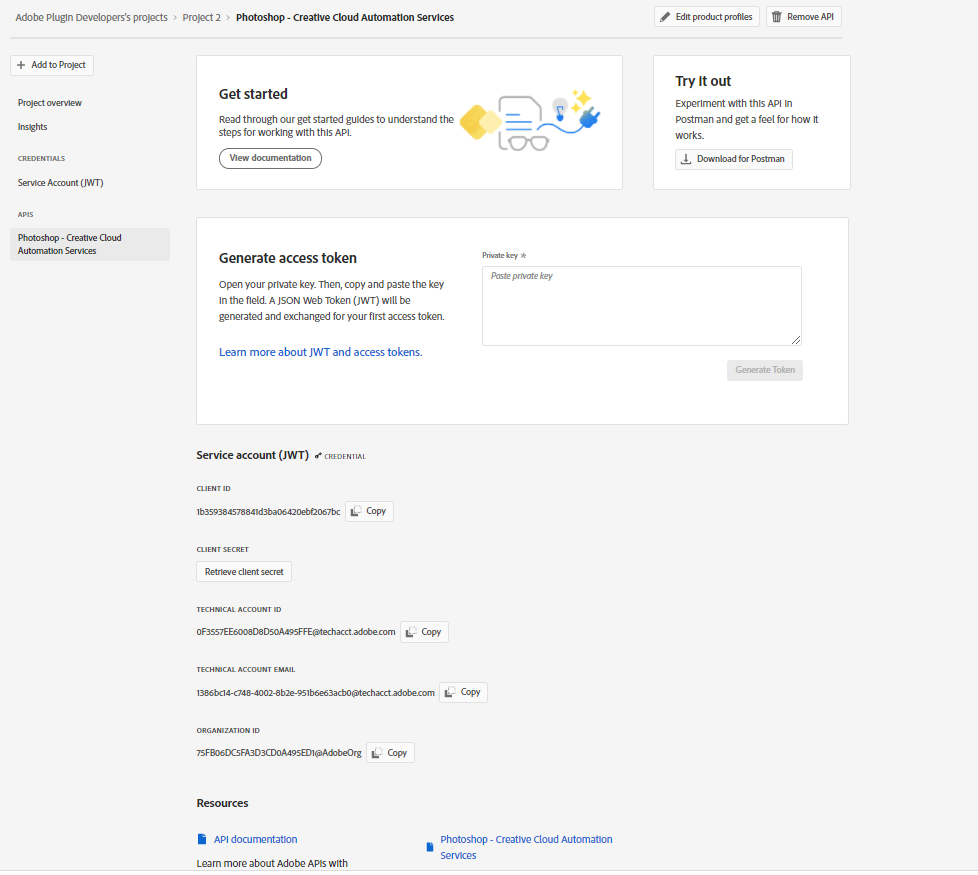 Adobe Plugin Developers's projects > Project 2 > Photoshop - Creative Cloud Automation Services
Edit product profiles
Remove API
+ Add to Project
Project overview
Insights
CREDENTIALS
Service Account (JWT)
APIS
Photoshop - Creative Cloud
Automation Services
Get started
Read through our get started guides to understand the
steps for working with this API.
View documentation
Try it out
Experiment with this API in
Postman and get a feel for how it
works.
Download for Postman
Generate access token
Open your private key. Then, copy and paste the key
in the field. A JSON Web Token (JWT) will be
generated and exchanged for your first access token.
Learn more about JWT and access tokens.
Private key *
Paste private key
Generate Token
Service account (JWT) CREDENTIAL
CLIENT ID
1b359384578841d3ba06420ebf2067bc Copy
CLIENT SECRET
Retrieve client secret
TECHNICAL ACCOUNT ID
0F3557EE6008D8D50A495FFE@techacct.adobe.com Copy
TECHNICAL ACCOUNT EMAIL
1386bc14-c748-4002-8b2e-951b6e63acb0@techacct.adobe.com Copy
ORGANIZATION ID
75FB06DC5FA3D3CD0A495ED1@AdobeOrg Copy
Resources
API documentation
Learn more about Adobe APIs with
Photoshop - Creative Cloud Automation
Services